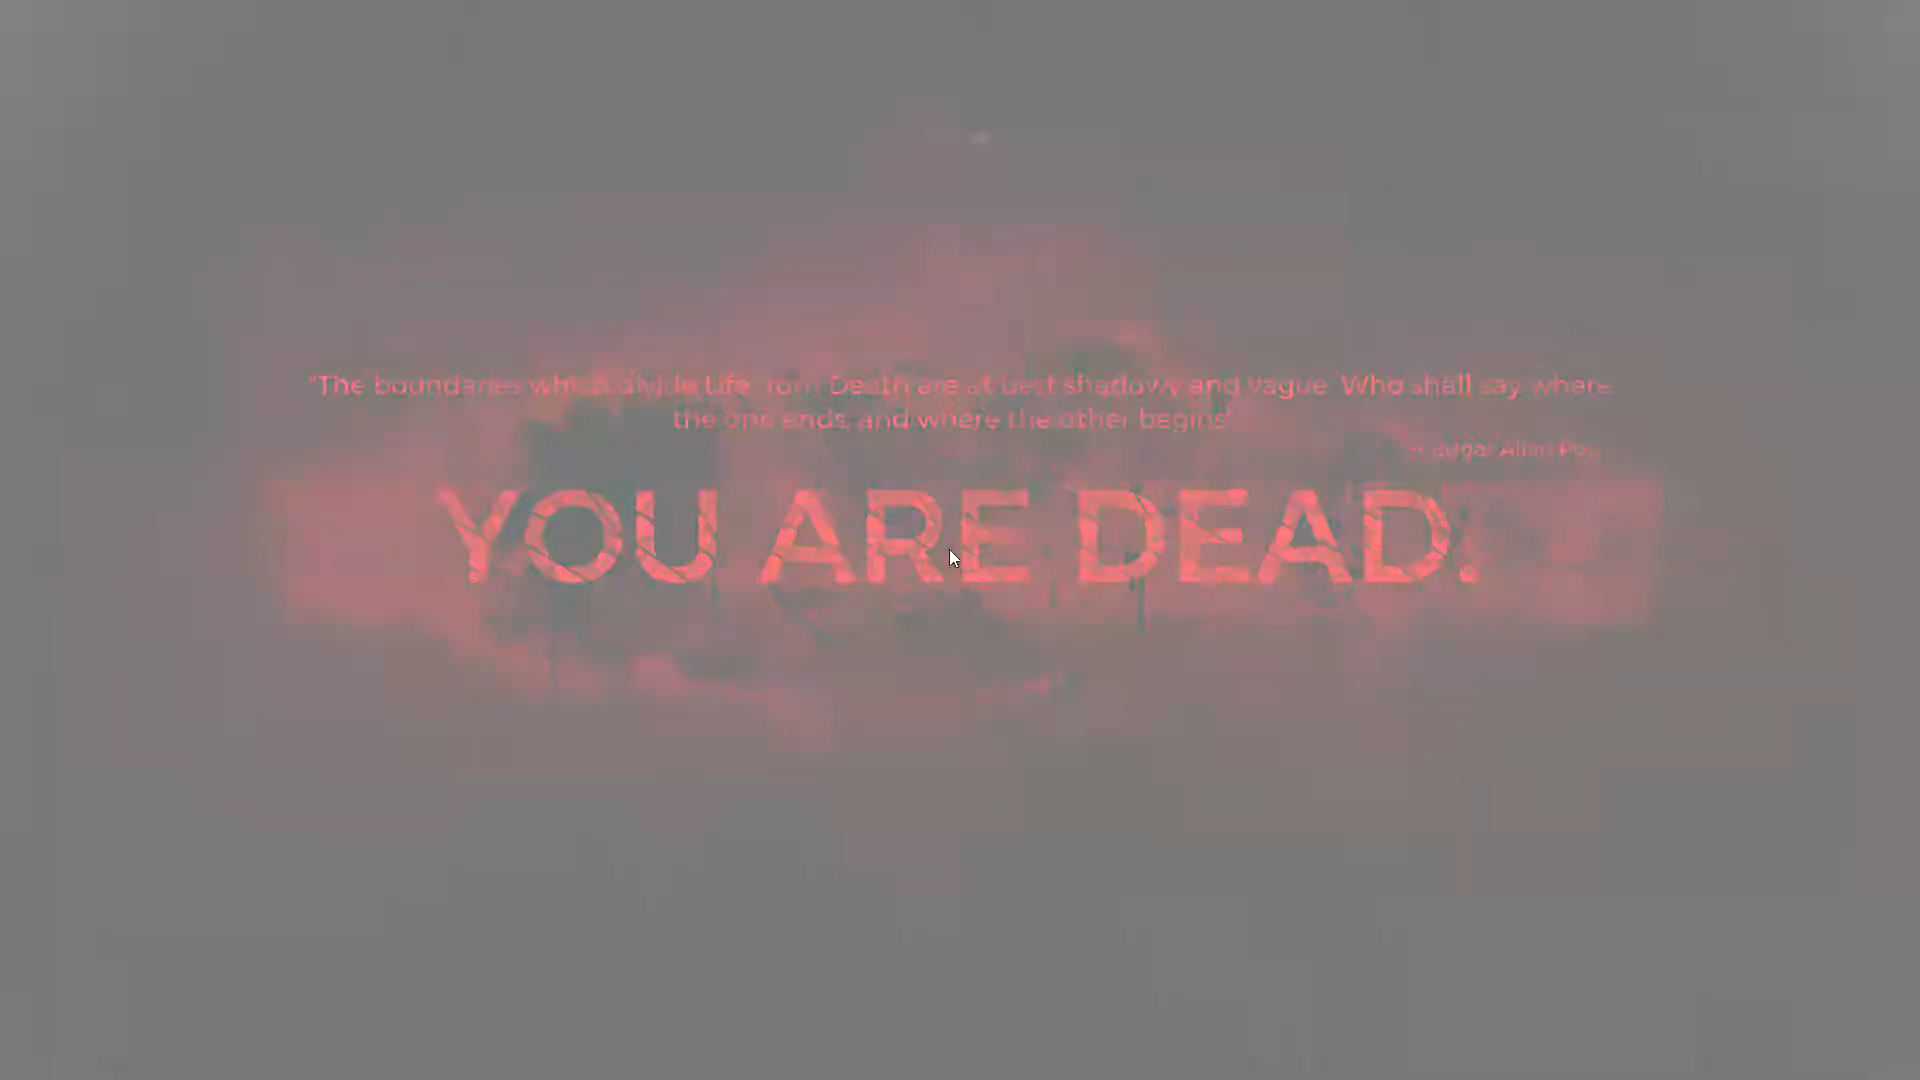 "The boundaries which divide Life from Death are at best shadowy and vague. Who shall say where
the one ends, and where the other begins"
- Edgar Allan Poe
YOU ARE DEAD.